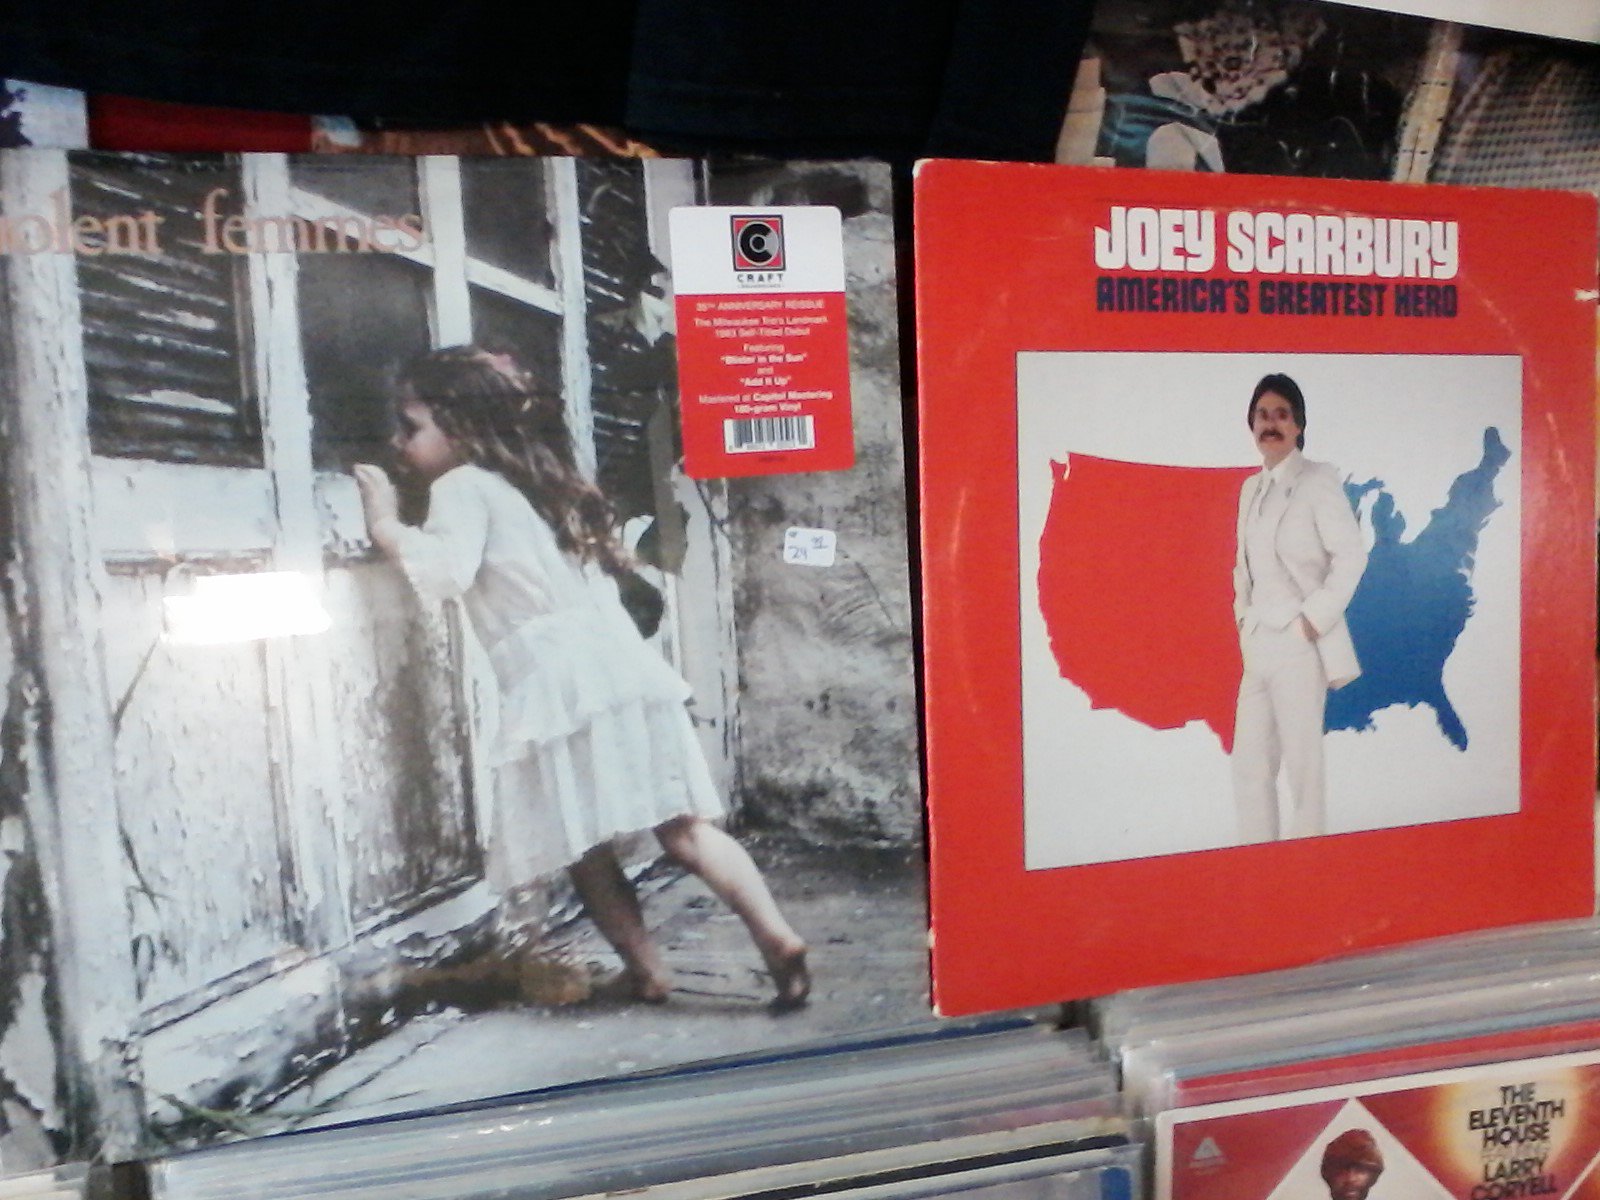 iolent femmes
CRAFT
35TH ANNIVERSARY REISSUE
The Milwaukee Trio's Landmark
1983 Self-Titled Debut
Featuring
"Blister in the Sun"
and
"Add It Up"
Mastered at Capitol Mastering
180-gram Vinyl
24
JOEY SCARBURY
AMERICA'S GREATEST HERO
THE
ELEVENTH
HOUSE
LARRY
CORYELL